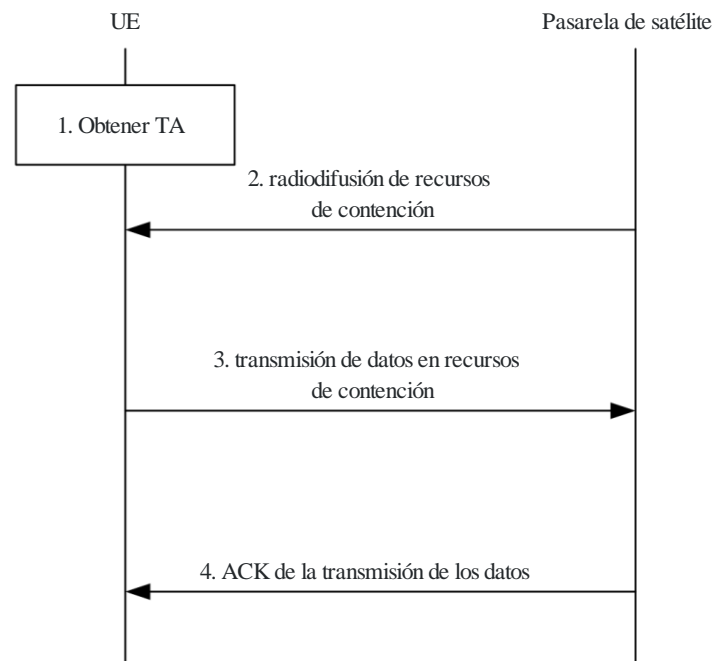 UE
Pasarela de satélite
1. Obtener TA
2. radiodifusión de recursos
de contención
3. transmisión de datos en recursos
de contención
4. ACK de la transmisión de los datos